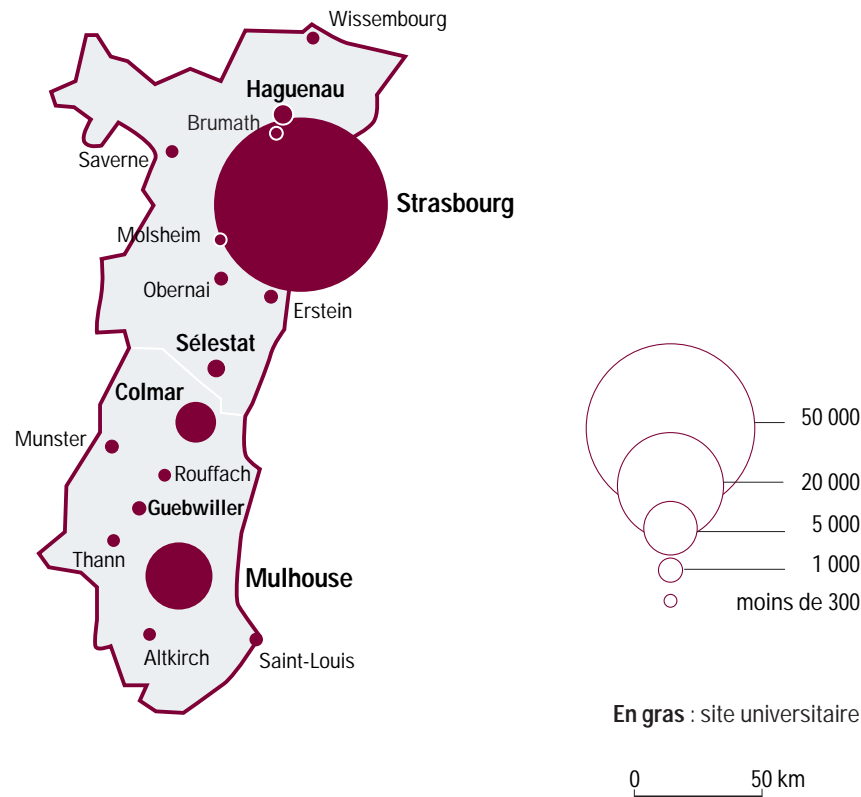 Wissembourg
Haguenau
Brumath
Saverne
Strasbourg
Molsheim
Obernai
Erstein
Sélestat
Colmar
Munster
Rouffach
Guebwiller
Thann
Mulhouse
Altkirch
Saint-Louis
50 000
20 000
5 000
1 000
moins de 300
En gras : site universitaire
0 50 km